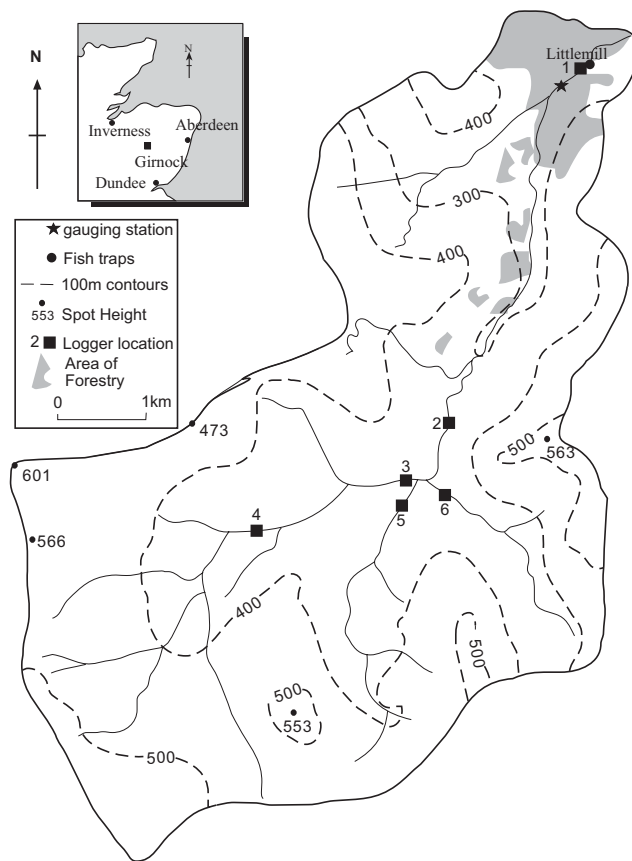 N
N
Inverness
Aberdeen
Girnock
Dundee
gauging station
Fish traps
100m contours
553 Spot Height
2 Logger location
Area of
Forestry
0 1km
Littlemill
1
400
300
400
2
473
500
563
601
3
4
5
6
566
400
500
500
553
500